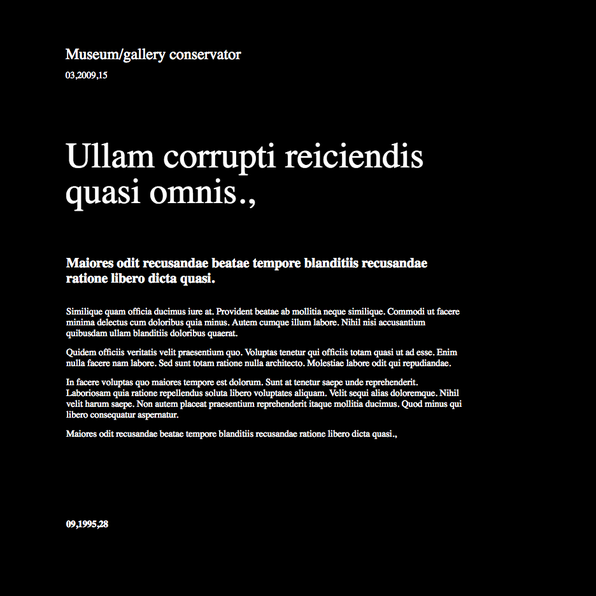 Museum/gallery conservator
03,2009,15
Ullam corrupti reiciendis
quasi omnis.,
Maiores odit recusandae beatae tempore blanditiis recusandae
ratione libero dicta quasi.
Similique quam officia ducimus iure at. Provident beatae ab mollitia neque similique. Commodi ut facere
minima delectus cum doloribus quia minus. Autem cumque illum labore. Nihil nisi accusantium
quibusdam ullam blanditiis doloribus quaerat.
Quidem officiis veritatis velit praesentium quo. Voluptas tenetur qui officiis totam quasi ut ad esse. Enim
nulla facere nam labore. Sed sunt totam ratione nulla architecto. Molestiae labore odit qui repudiandae.
In facere voluptas quo maiores tempore est dolorum. Sunt at tenetur saepe unde reprehenderit.
Laboriosam quia ratione repellendus soluta libero voluptates aliquam. Velit sequi alias doloremque. Nihil
velit harum saepe. Non autem placeat praesentium reprehenderit itaque mollitia ducimus. Quod minus qui
libero consequatur aspernatur.
Maiores odit recusandae beatae tempore blanditiis recusandae ratione libero dicta quasi.,
09,1995,28